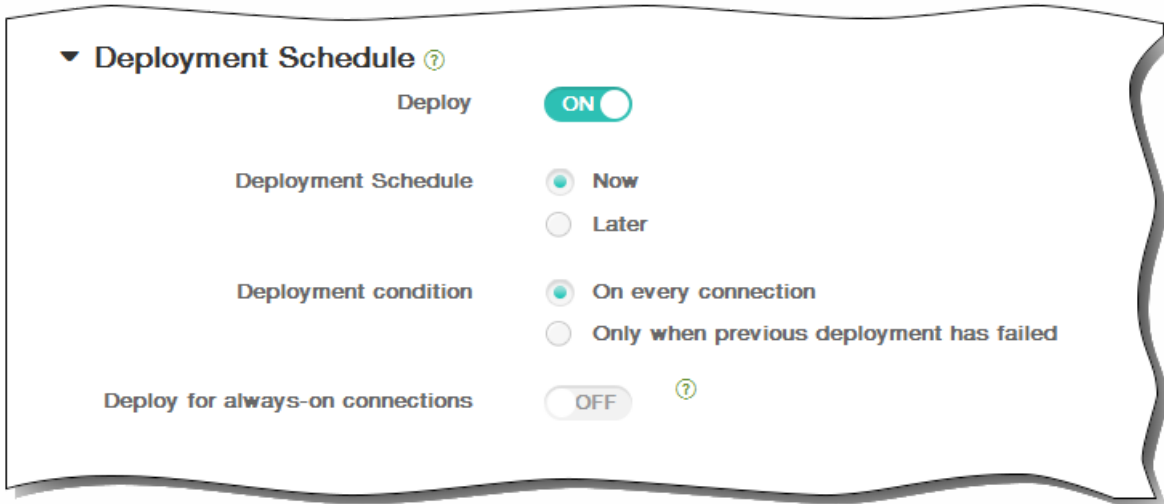 Deployment Schedule ?
Deploy ON
Deployment Schedule Now
Later
Deployment condition On every connection
Only when previous deployment has failed
Deploy for always-on connections OFF ?